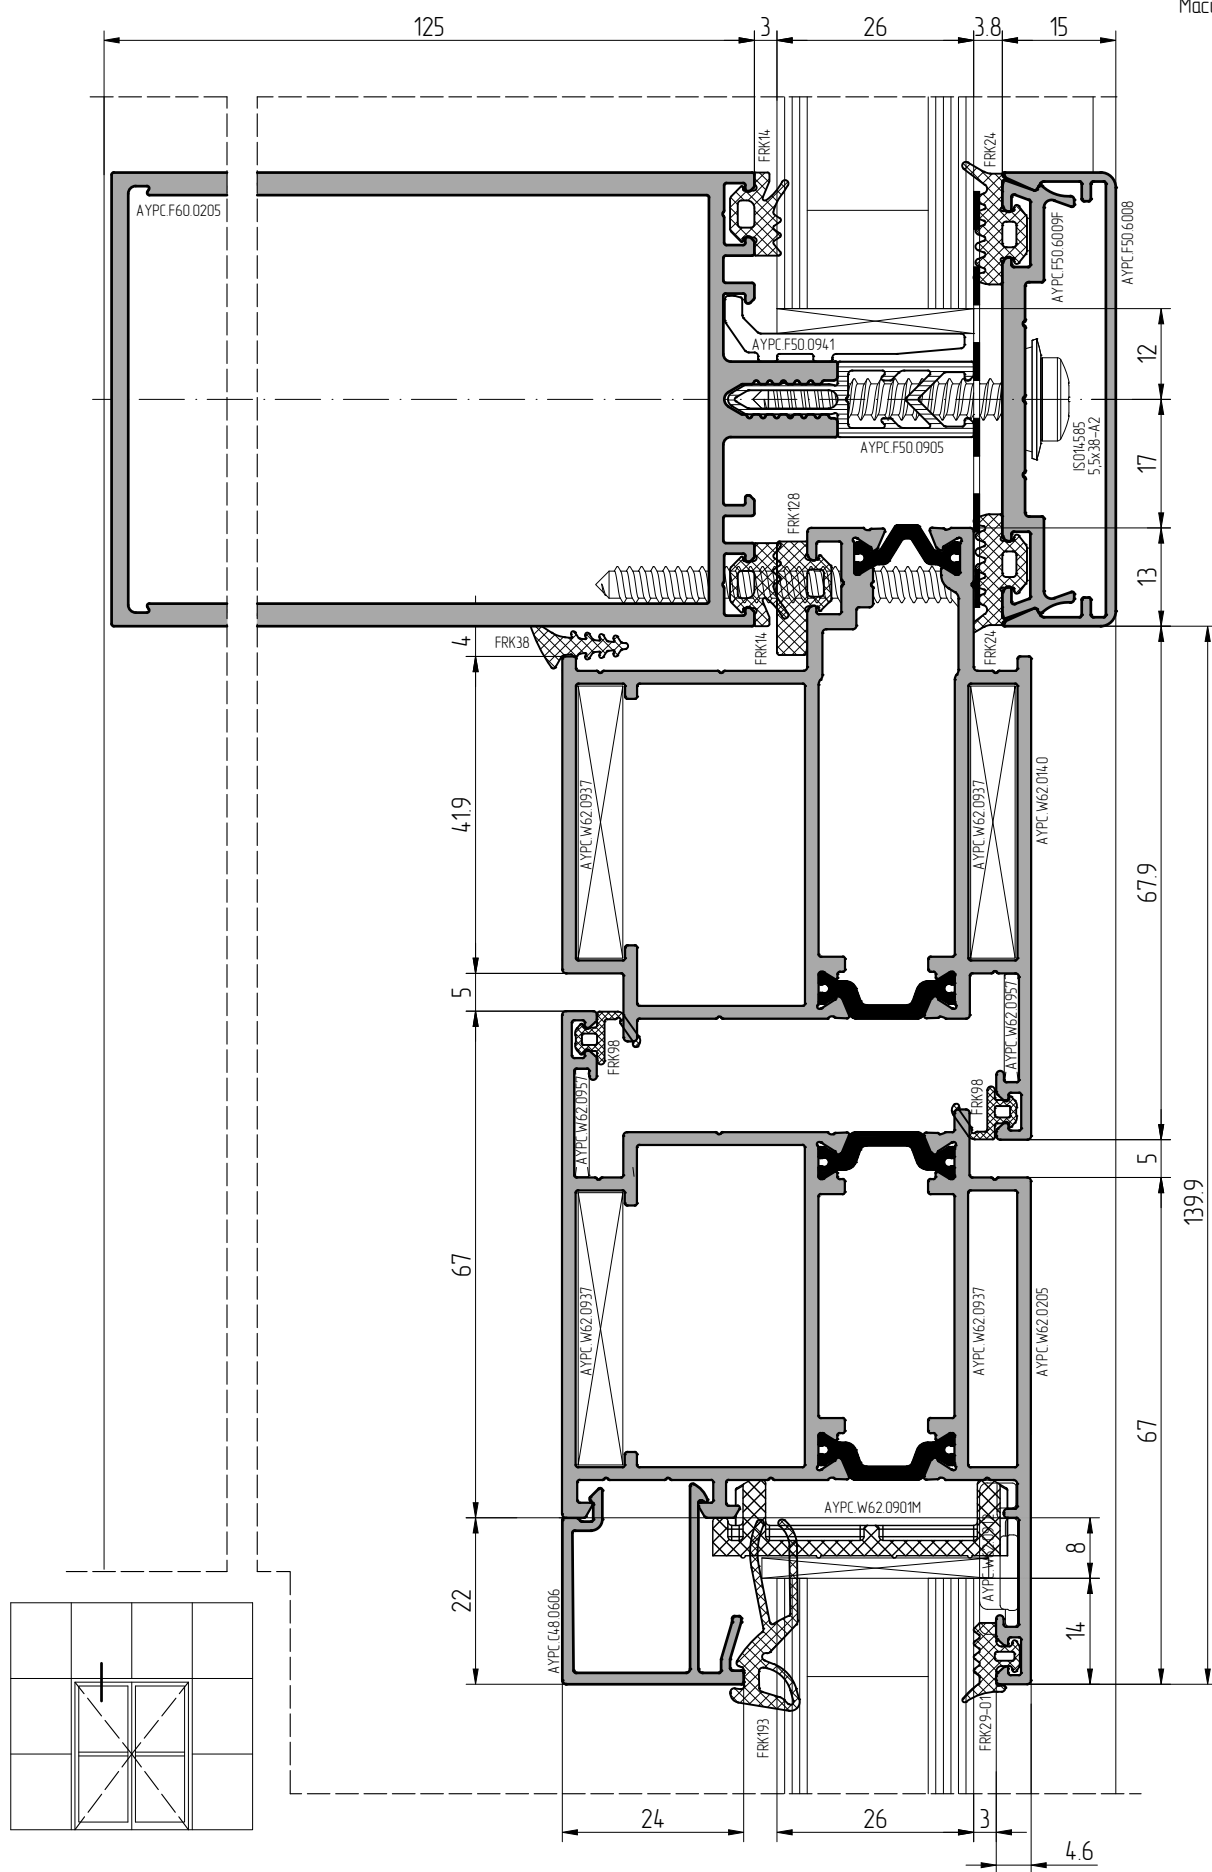 Масш
125
3
26
3.8
15
FRK14
FRK24
AYPC.F60.0205
AYPC.F50.6009F
AYPC.F50.6008
AYPC.F50.0941
12
AYPC.F50.0905
ISO14585
5,5x38-A2
17
FRK128
13
4
FRK38
FRK14
FRK24
AYPC.W62.0937
AYPC.W62.0937
AYPC.W62.0140
41.9
67.9
5
FRK98
AYPC.W62.0957
AYPC.W62.0957
FRK98
5
139.9
67
AYPC.W62.0937
AYPC.W62.0937
AYPC.W62.0205
67
AYPC.W62.0901M
8
22
AYPC.C48.0606
14
FRK193
FRK29-01
24
26
3
4.6